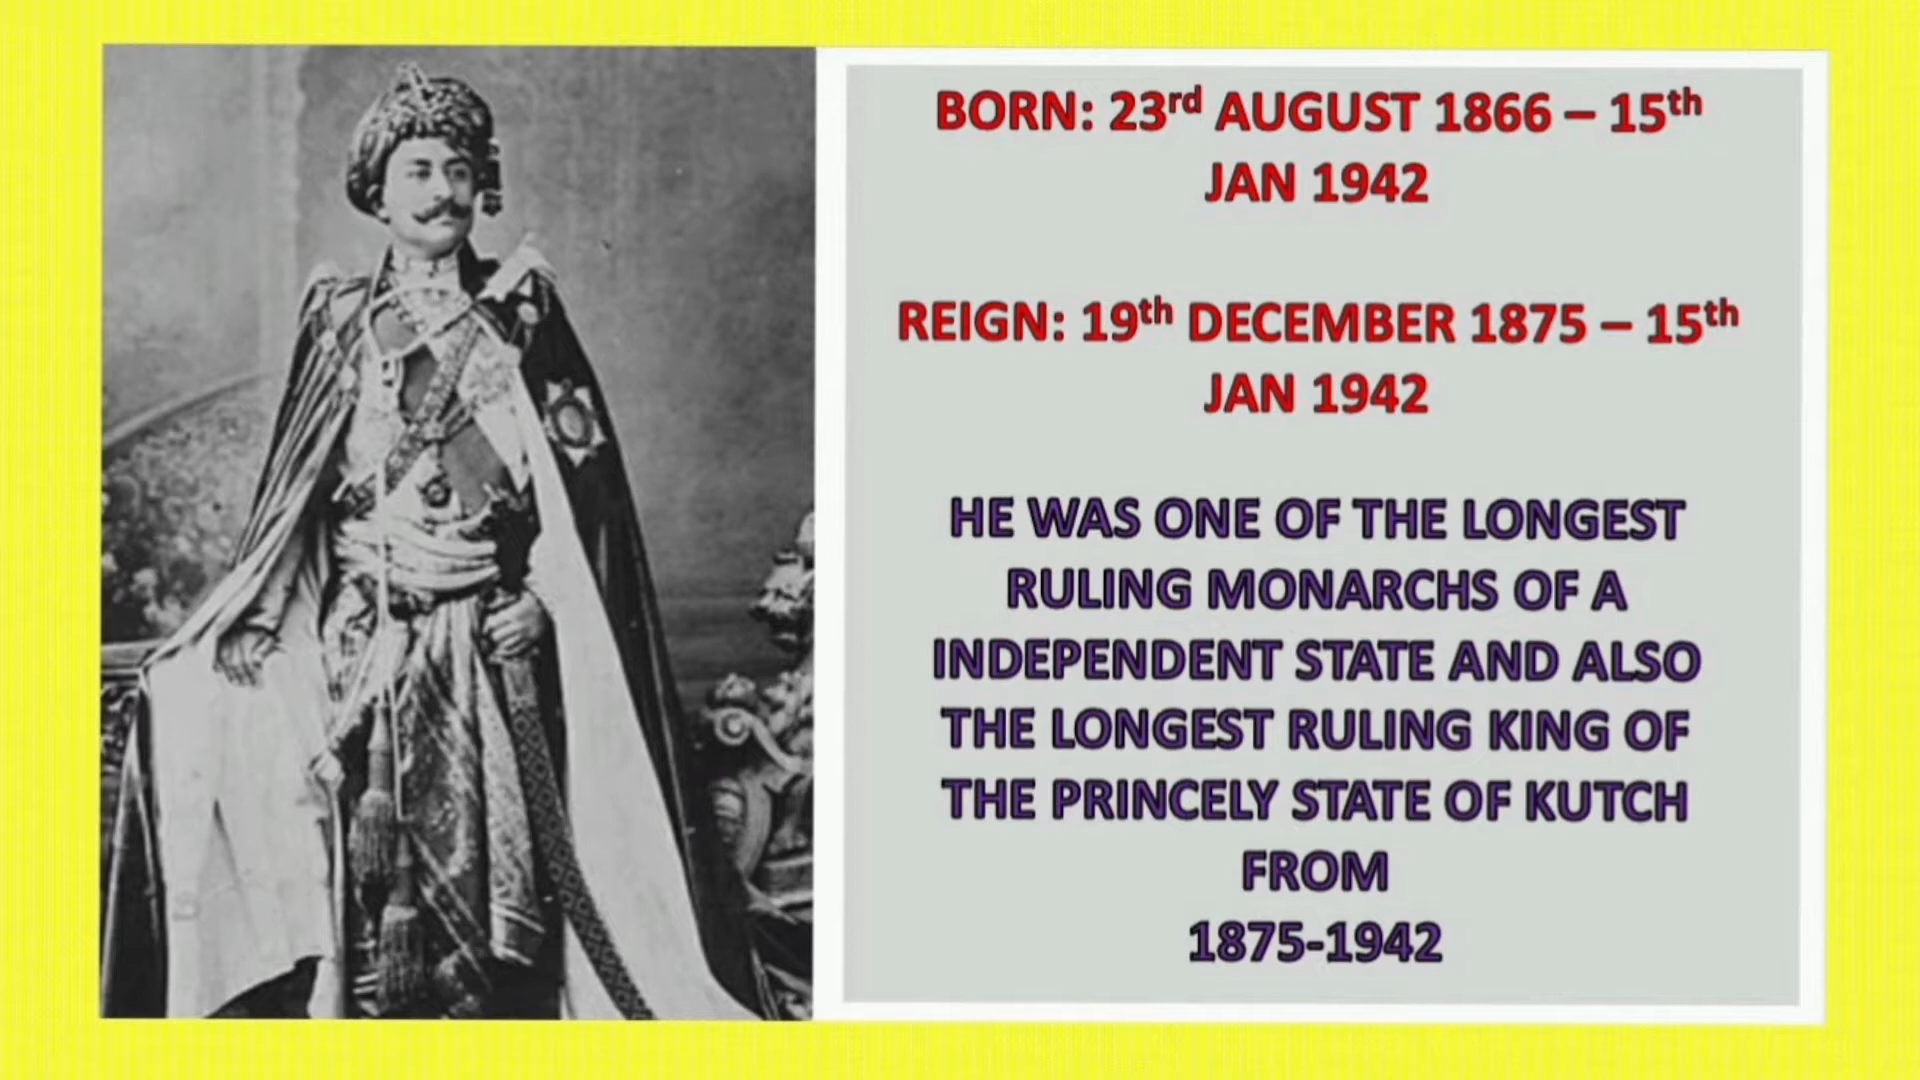 BORN: 23rd AUGUST 1866 – 15th
JAN 1942
REIGN: 19th DECEMBER 1875 – 15th
JAN 1942
HE WAS ONE OF THE LONGEST
RULING MONARCHS OF A
INDEPENDENT STATE AND ALSO
THE LONGEST RULING KING OF
THE PRINCELY STATE OF KUTCH
FROM
1875-1942